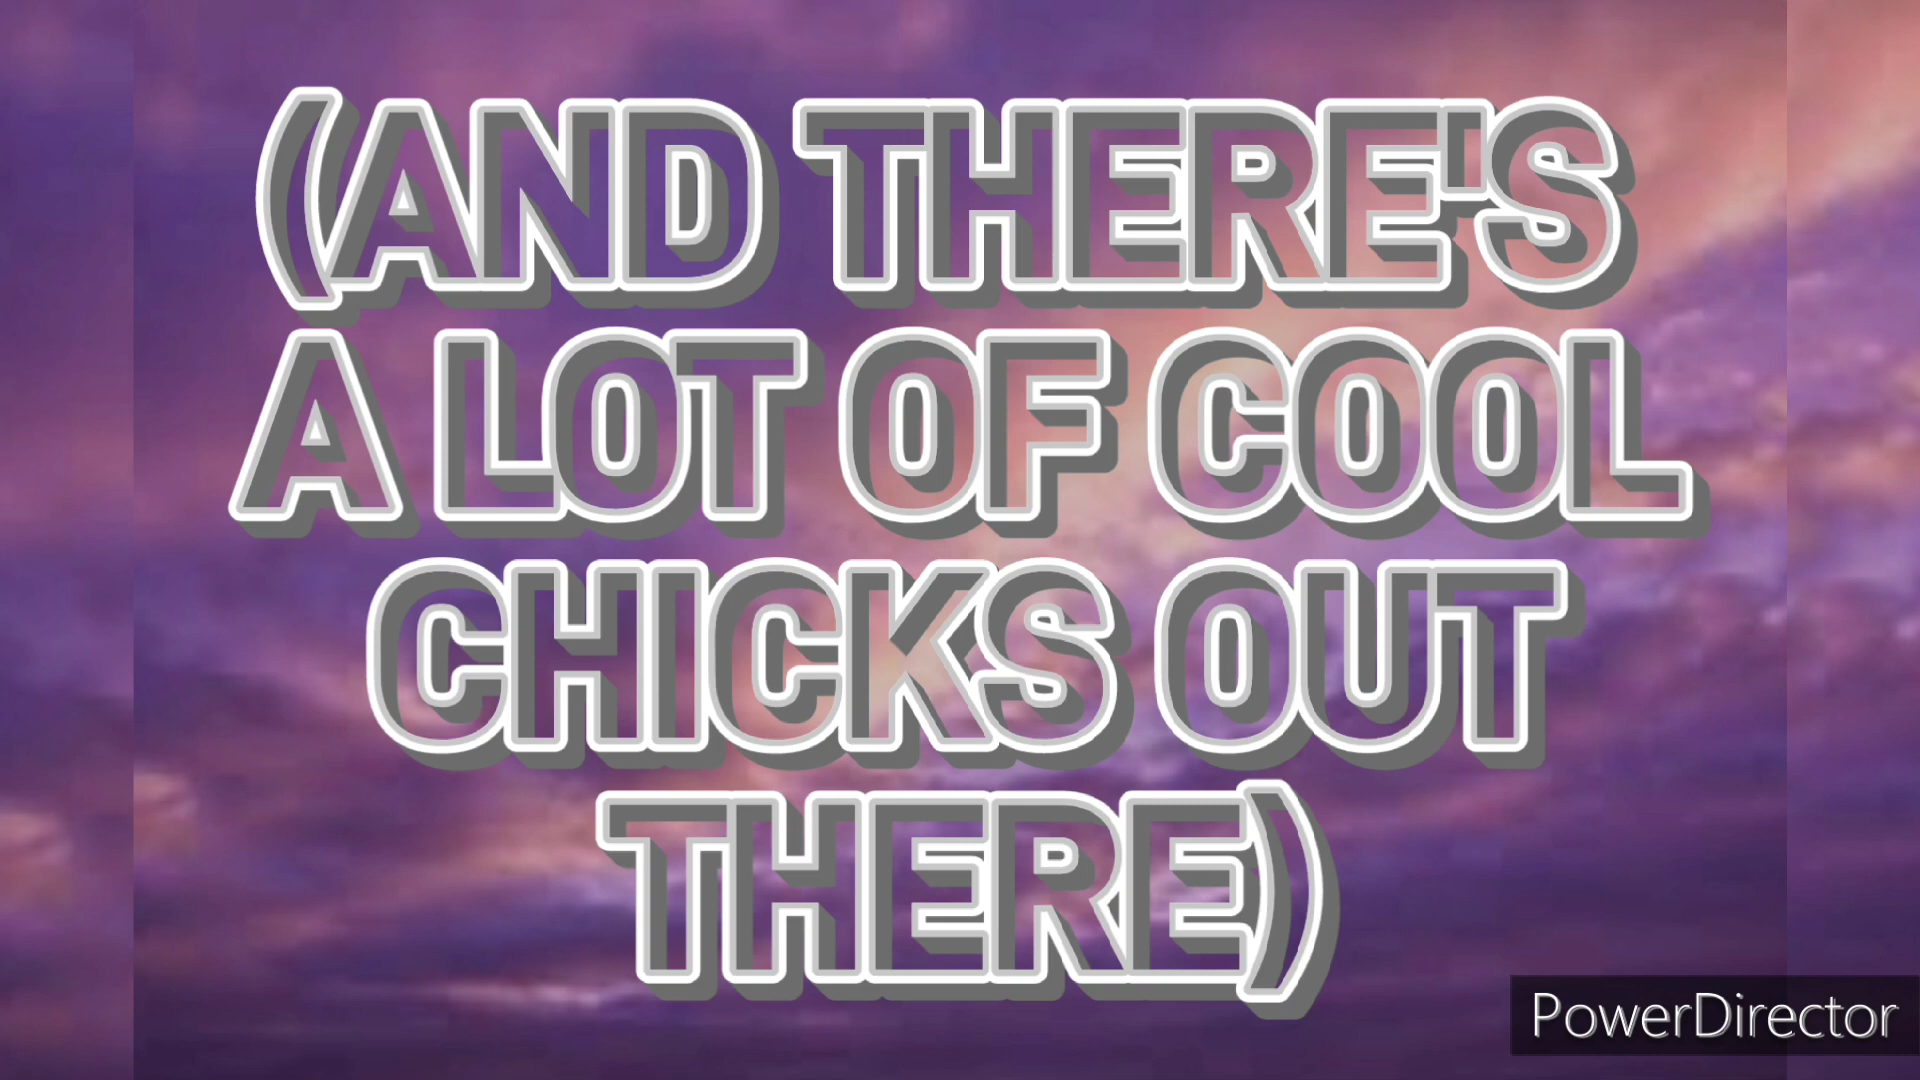 (AND THERE'S
A LOT OF COOL
CHICKS OUT
THERE)
PowerDirector